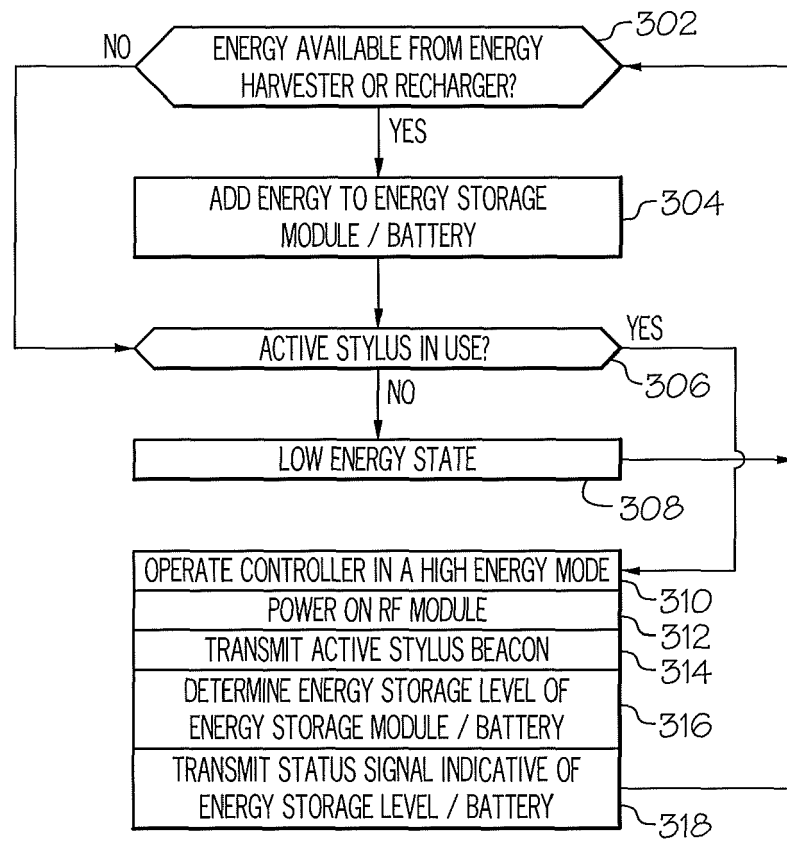 NO
ENERGY AVAILABLE FROM ENERGY
HARVESTER OR RECHARGER?
302
YES
ADD ENERGY TO ENERGY STORAGE
MODULE / BATTERY
304
ACTIVE STYLUS IN USE?
YES
306
NO
LOW ENERGY STATE
308
OPERATE CONTROLLER IN A HIGH ENERGY MODE
310
POWER ON RF MODULE
312
TRANSMIT ACTIVE STYLUS BEACON
314
DETERMINE ENERGY STORAGE LEVEL OF
ENERGY STORAGE MODULE / BATTERY
316
TRANSMIT STATUS SIGNAL INDICATIVE OF
ENERGY STORAGE LEVEL / BATTERY
318